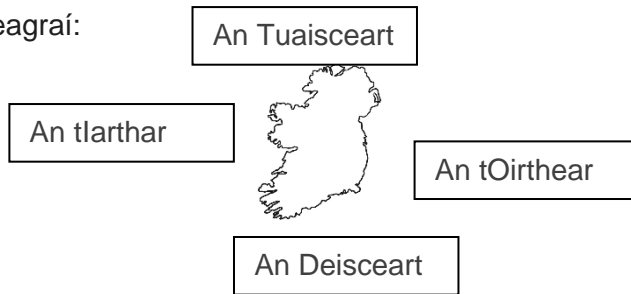 eagraí:
An Tuaisceart
An tIarthar
An tOirthear
An Deisceart